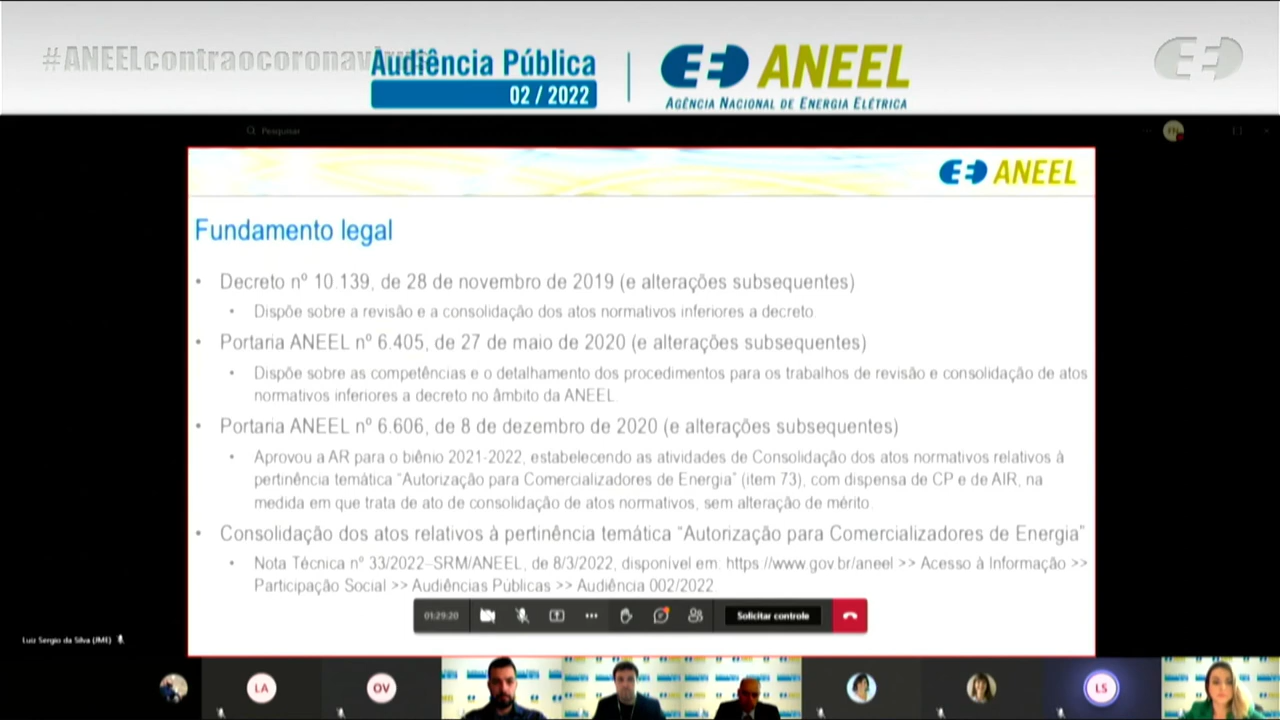 #ANEELcontraocoronav
Audiência Pública
02 / 2022
ANEEL
AGÊNCIA NACIONAL DE ENERGIA ELÉTRICA
Pesquisar
ANEEL
Fundamento legal
• Decreto nº 10.139, de 28 de novembro de 2019 (e alterações subsequentes)
• Dispõe sobre a revisão e a consolidação dos atos normativos inferiores a decreto.
• Portaria ANEEL nº 6.405, de 27 de maio de 2020 (e alterações subsequentes)
• Dispõe sobre as competências e o detalhamento dos procedimentos para os trabalhos de revisão e consolidação de atos
normativos inferiores a decreto no âmbito da ANEEL.
• Portaria ANEEL nº 6.606, de 8 de dezembro de 2020 (e alterações subsequentes)
• Aprovou a AR para o biênio 2021-2022, estabelecendo as atividades de Consolidação dos atos normativos relativos à
pertinência temática “Autorização para Comercializadores de Energia” (item 73), com dispensa de CP e de AIR, na
medida em que trata de ato de consolidação de atos normativos, sem alteração de mérito.
• Consolidação dos atos relativos à pertinência temática “Autorização para Comercializadores de Energia”
• Nota Técnica nº 33/2022–SRM/ANEEL, de 8/3/2022, disponível em: https://www.gov.br/aneel >> Acesso à Informação >>
Participação Social >> Audiências Públicas >> Audiência 002/2022.
01:29:20
Solicitar controle
Luiz Sergio da Silva (JME)
LA
OV
LS